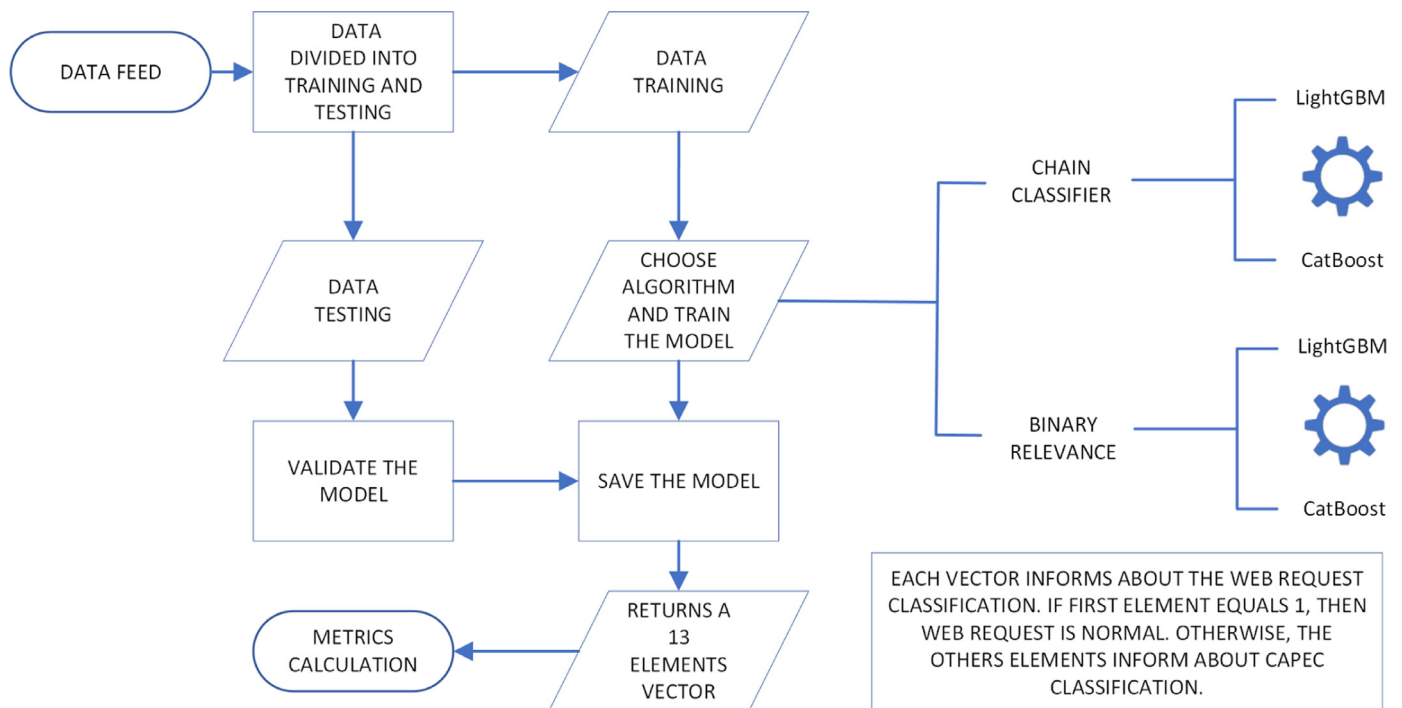 DATA FEED
DATA
DIVIDED INTO
TRAINING AND
TESTING
DATA
TRAINING
DATA
TESTING
CHOOSE
ALGORITHM
AND TRAIN
THE MODEL
VALIDATE THE
MODEL
SAVE THE MODEL
RETURNS A
13
ELEMENTS
VECTOR
METRICS
CALCULATION
CHAIN
CLASSIFIER
LightGBM
CatBoost
BINARY
RELEVANCE
LightGBM
CatBoost
EACH VECTOR INFORMS ABOUT THE WEB REQUEST
CLASSIFICATION. IF FIRST ELEMENT EQUALS 1, THEN
WEB REQUEST IS NORMAL. OTHERWISE, THE
OTHERS ELEMENTS INFORM ABOUT CAPEC
CLASSIFICATION.